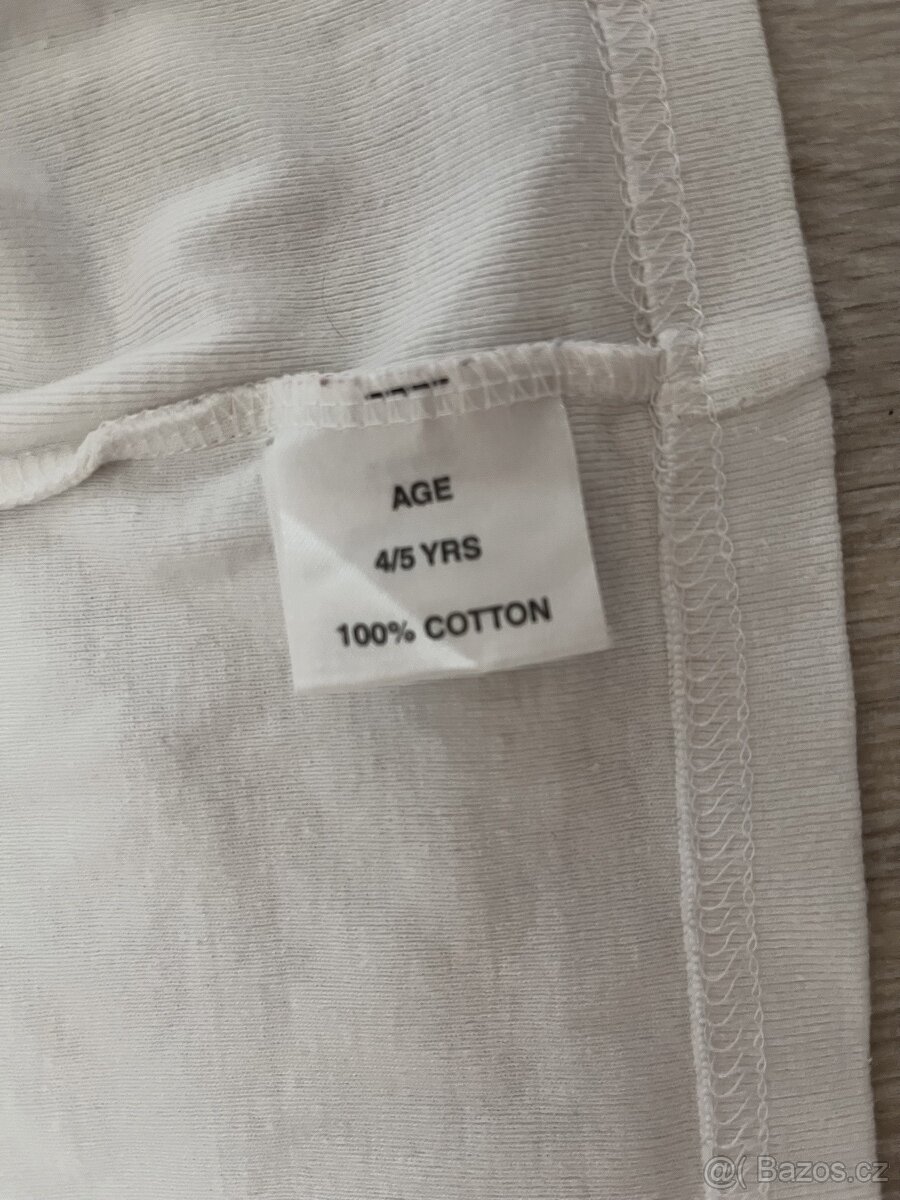 AGE
4/5 YRS
100% COTTON
@( Bazos.cz